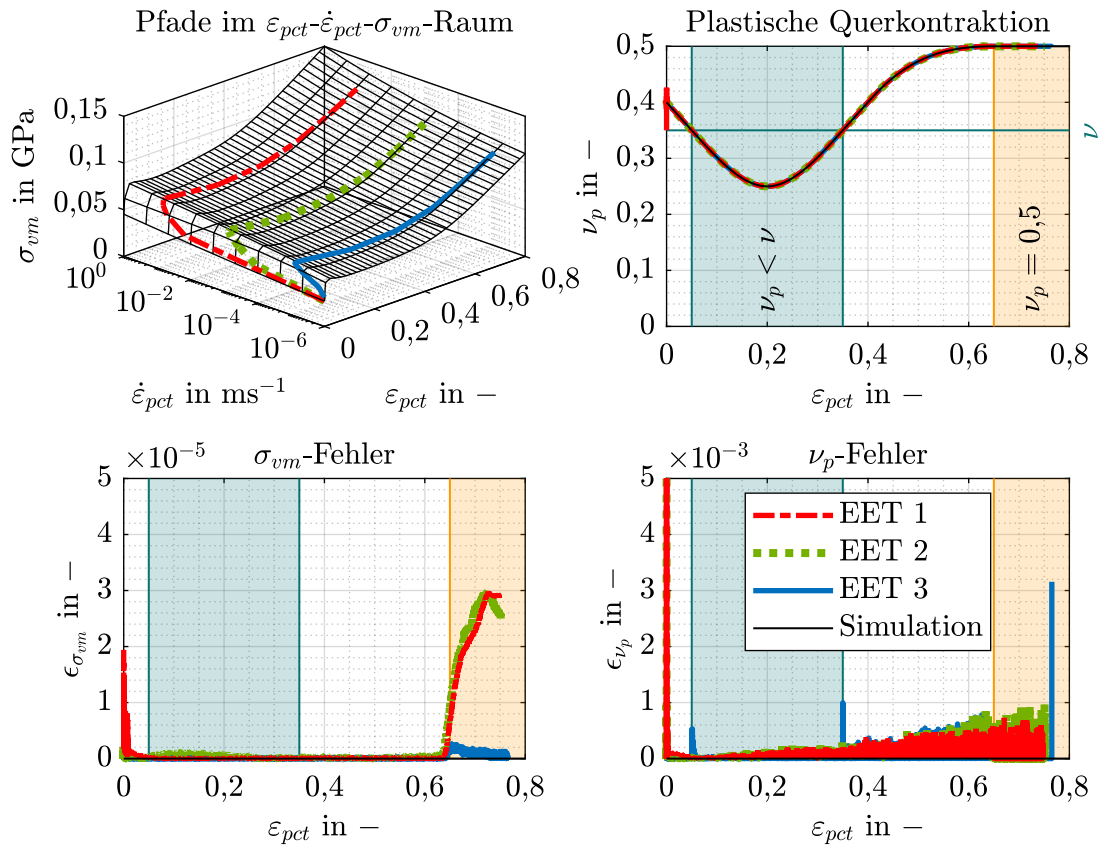 Pfade im εpct-ε̇pct-σvm-Raum
σvm in GPa
0,15
0,1
0,05
0
10⁰
10⁻²
10⁻⁴
10⁻⁶
0
0,2
0,4
0,6
0,8
ε̇pct in ms⁻¹
εpct in −
Plastische Querkontraktion
νp in −
0,5
0,4
0,3
0,2
0,1
0
ν
νp < ν
νp = 0,5
0 0,2 0,4 0,6 0,8
εpct in −
σvm-Fehler
×10⁻⁵
ϵσvm in −
5
4
3
2
1
0
0 0,2 0,4 0,6 0,8
εpct in −
νp-Fehler
×10⁻³
ϵνp in −
5
4
3
2
1
0
EET 1
EET 2
EET 3
Simulation
0 0,2 0,4 0,6 0,8
εpct in −